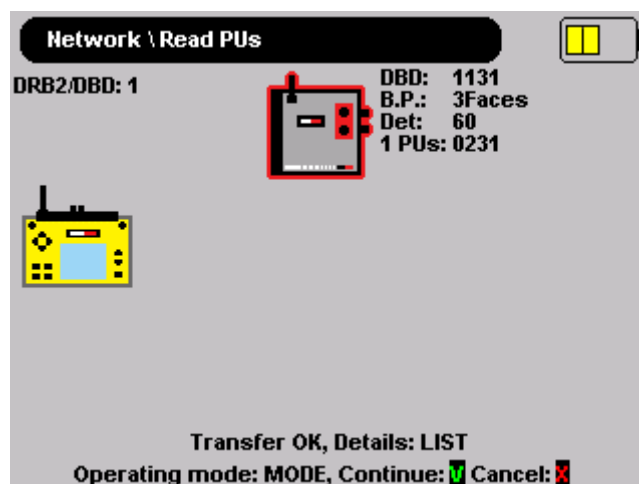 Network \ Read PUs
DRB2/DBD: 1
DBD: 1131
B.P.: 3Faces
Det: 60
1 PUs: 0231
Transfer OK, Details: LIST
Operating mode: MODE, Continue: V Cancel: X